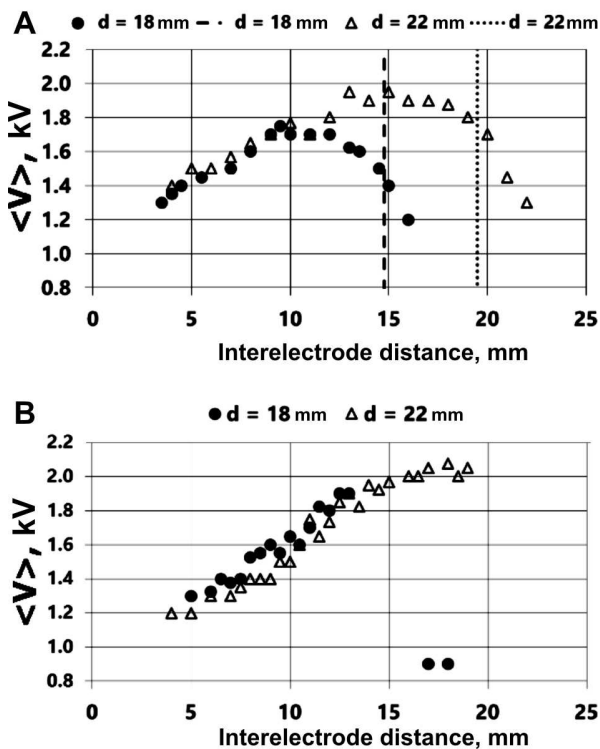 A
● d = 18 mm – · d = 18 mm △ d = 22 mm ········ d = 22mm
2.2
2.0
1.8
1.6
1.4
1.2
1.0
0.8
<V>, kV
0 5 10 15 20 25
Interelectrode distance, mm
B
● d = 18 mm △ d = 22 mm
2.2
2.0
1.8
1.6
1.4
1.2
1.0
0.8
<V>, kV
0 5 10 15 20 25
Interelectrode distance, mm